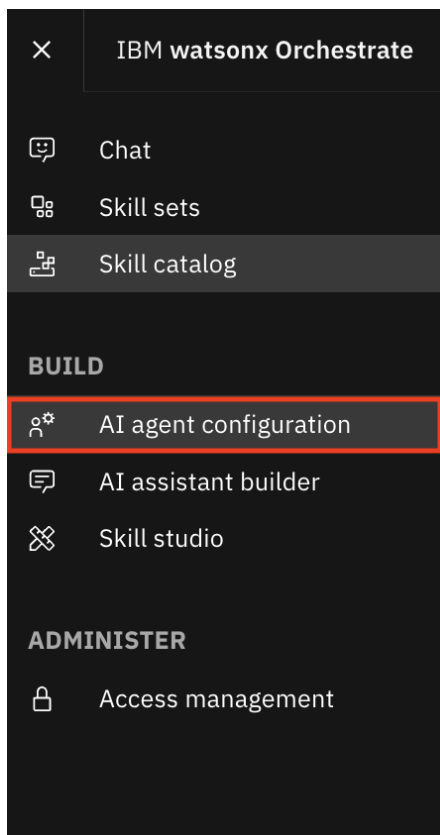 IBM watsonx Orchestrate
Chat
Skill sets
Skill catalog
BUILD
AI agent configuration
AI assistant builder
Skill studio
ADMINISTER
Access management